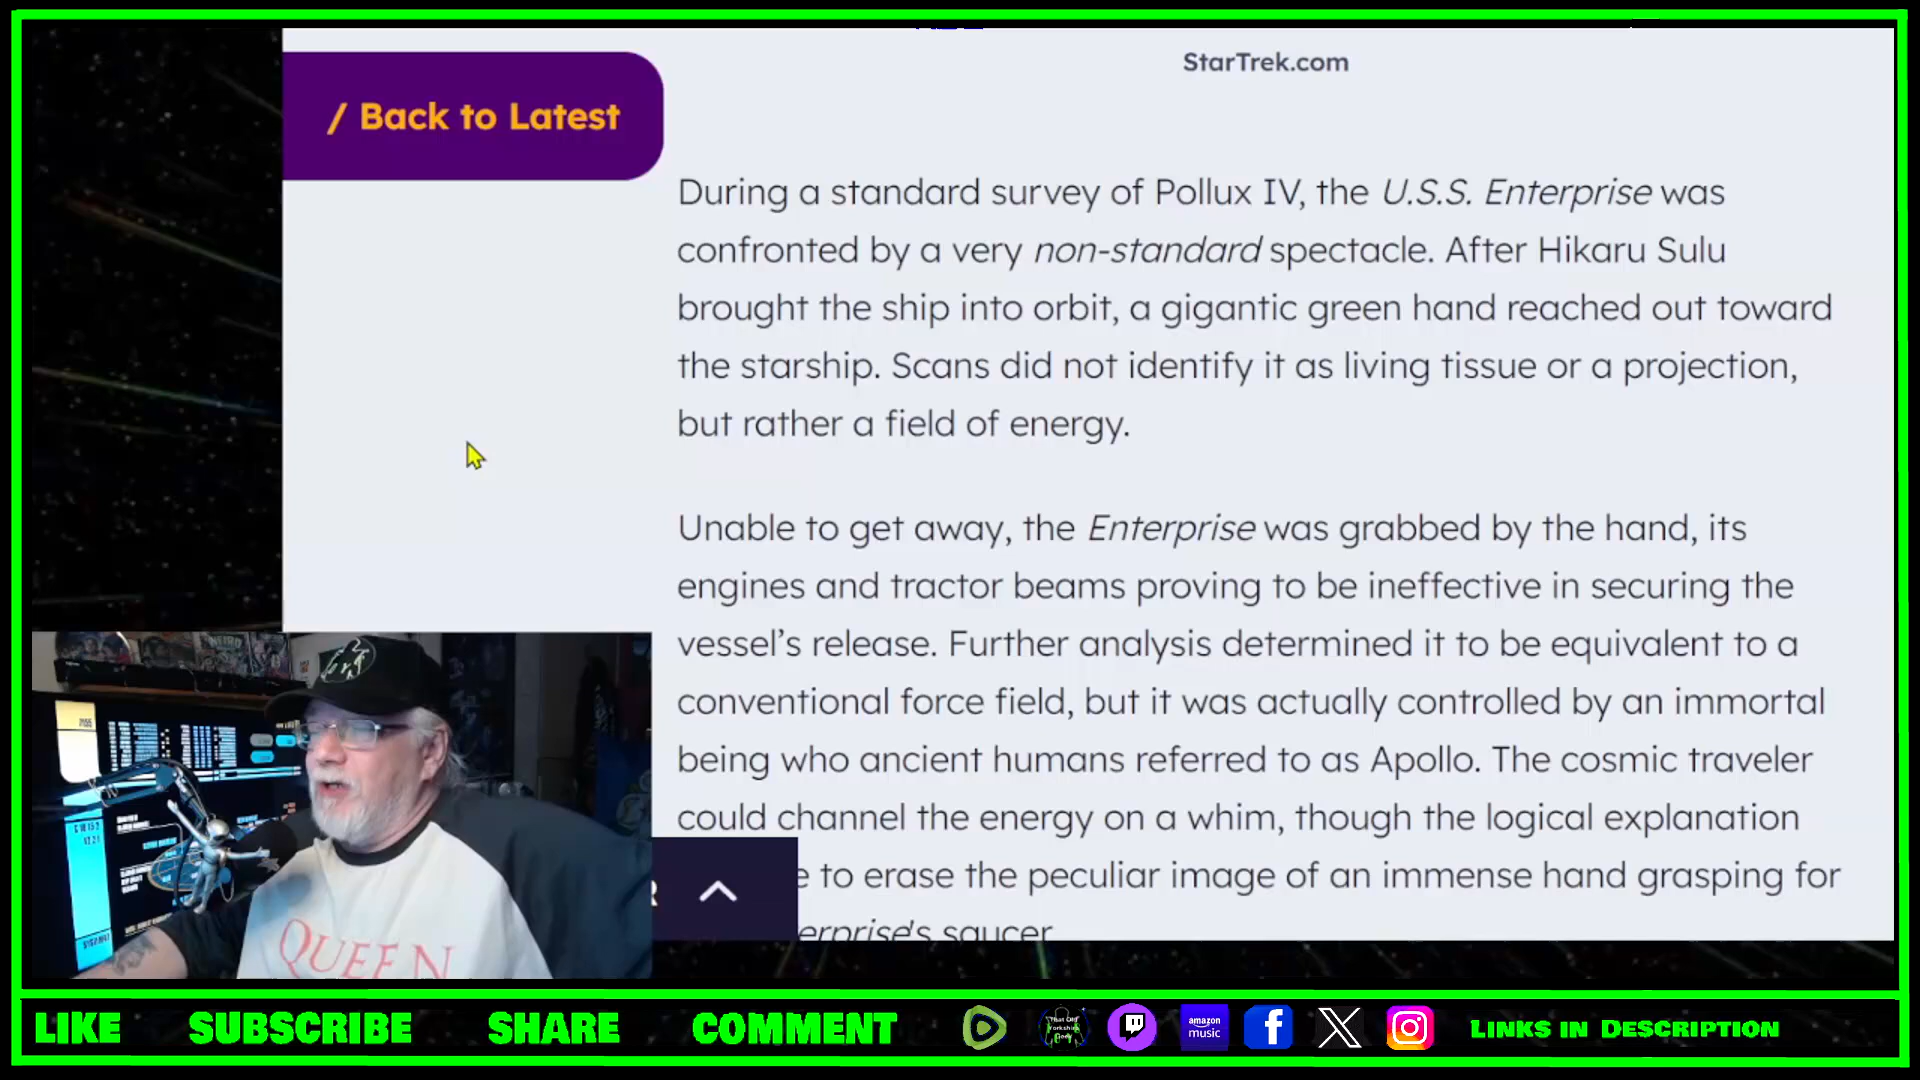 StarTrek.com
/ Back to Latest
During a standard survey of Pollux IV, the U.S.S. Enterprise was
confronted by a very non-standard spectacle. After Hikaru Sulu
brought the ship into orbit, a gigantic green hand reached out toward
the starship. Scans did not identify it as living tissue or a projection,
but rather a field of energy.
Unable to get away, the Enterprise was grabbed by the hand, its
engines and tractor beams proving to be ineffective in securing the
vessel's release. Further analysis determined it to be equivalent to a
conventional force field, but it was actually controlled by an immortal
being who ancient humans referred to as Apollo. The cosmic traveler
could channel the energy on a whim, though the logical explanation
e to erase the peculiar image of an immense hand grasping for
erprise's saucer
R
QUEEN
LIKE SUBSCRIBE SHARE COMMENT
That Old
Yorkshire
Geek
amazon
music
LINKS IN DESCRIPTION